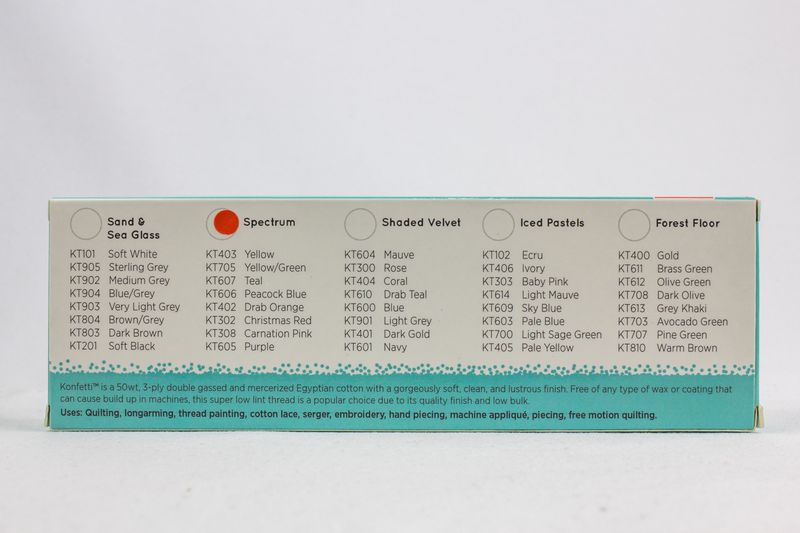 Sand &
Sea Glass
KT101 Soft White
KT905 Sterling Grey
KT902 Medium Grey
KT904 Blue/Grey
KT903 Very Light Grey
KT804 Brown/Grey
KT803 Dark Brown
KT201 Soft Black
Spectrum
KT403 Yellow
KT705 Yellow/Green
KT607 Teal
KT606 Peacock Blue
KT402 Drab Orange
KT302 Christmas Red
KT308 Carnation Pink
KT605 Purple
Shaded Velvet
KT604 Mauve
KT300 Rose
KT404 Coral
KT610 Drab Teal
KT600 Blue
KT901 Light Grey
KT401 Dark Gold
KT601 Navy
Iced Pastels
KT102 Ecru
KT406 Ivory
KT303 Baby Pink
KT614 Light Mauve
KT609 Sky Blue
KT603 Pale Blue
KT700 Light Sage Green
KT405 Pale Yellow
Forest Floor
KT400 Gold
KT611 Brass Green
KT612 Olive Green
KT708 Dark Olive
KT613 Grey Khaki
KT703 Avocado Green
KT707 Pine Green
KT810 Warm Brown
Konfetti™ is a 50wt, 3-ply double gassed and mercerized Egyptian cotton with a gorgeously soft, clean, and lustrous finish. Free of any type of wax or coating that
can cause build up in machines, this super low lint thread is a popular choice due to its quality finish and low bulk.
Uses: Quilting, longarming, thread painting, cotton lace, serger, embroidery, hand piecing, machine appliqué, piecing, free motion quilting.